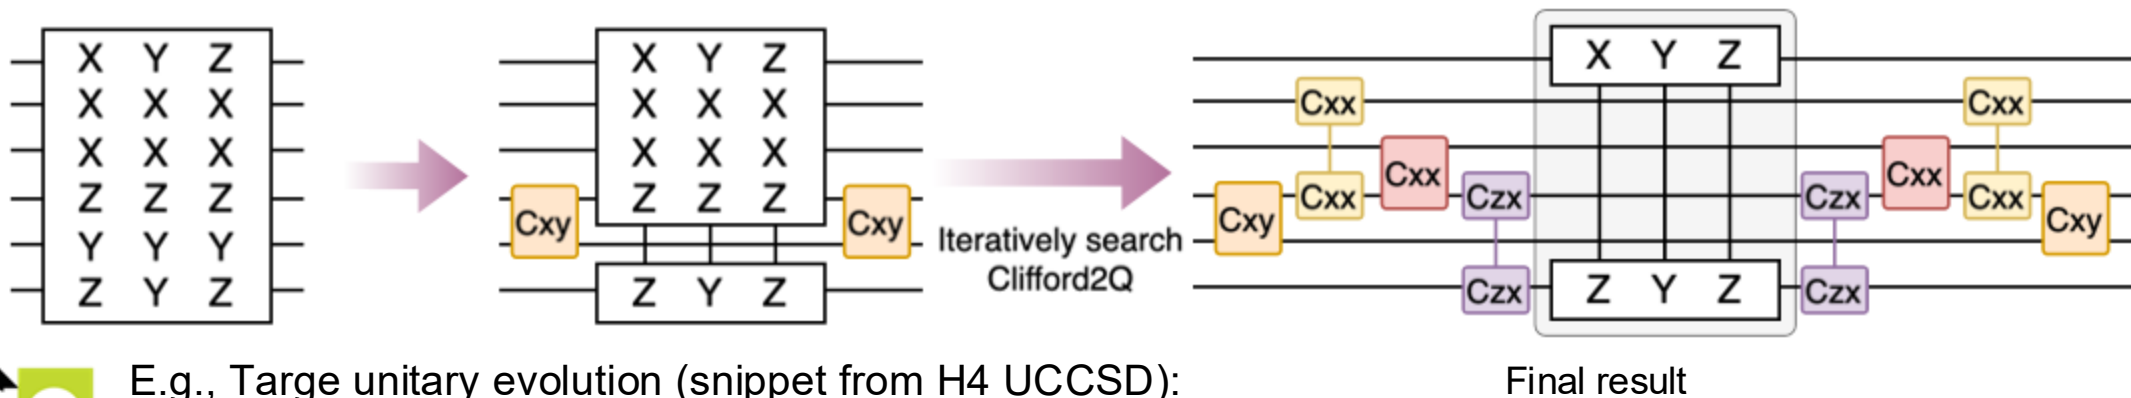 X Y Z
X X X
X X X
Z Z Z
Y Y Y
Z Y Z
X Y Z
X X X
X X X
Z Z Z
Cxy
Cxy
Z Y Z
Iteratively search
Clifford2Q
X Y Z
Cxx
Cxx
Cxx
Cxx
Czx
Czx
Cxx
Cxx
Cxy
Cxy
Czx
Z Y Z
Czx
E.g., Targe unitary evolution (snippet from H4 UCCSD):
Final result